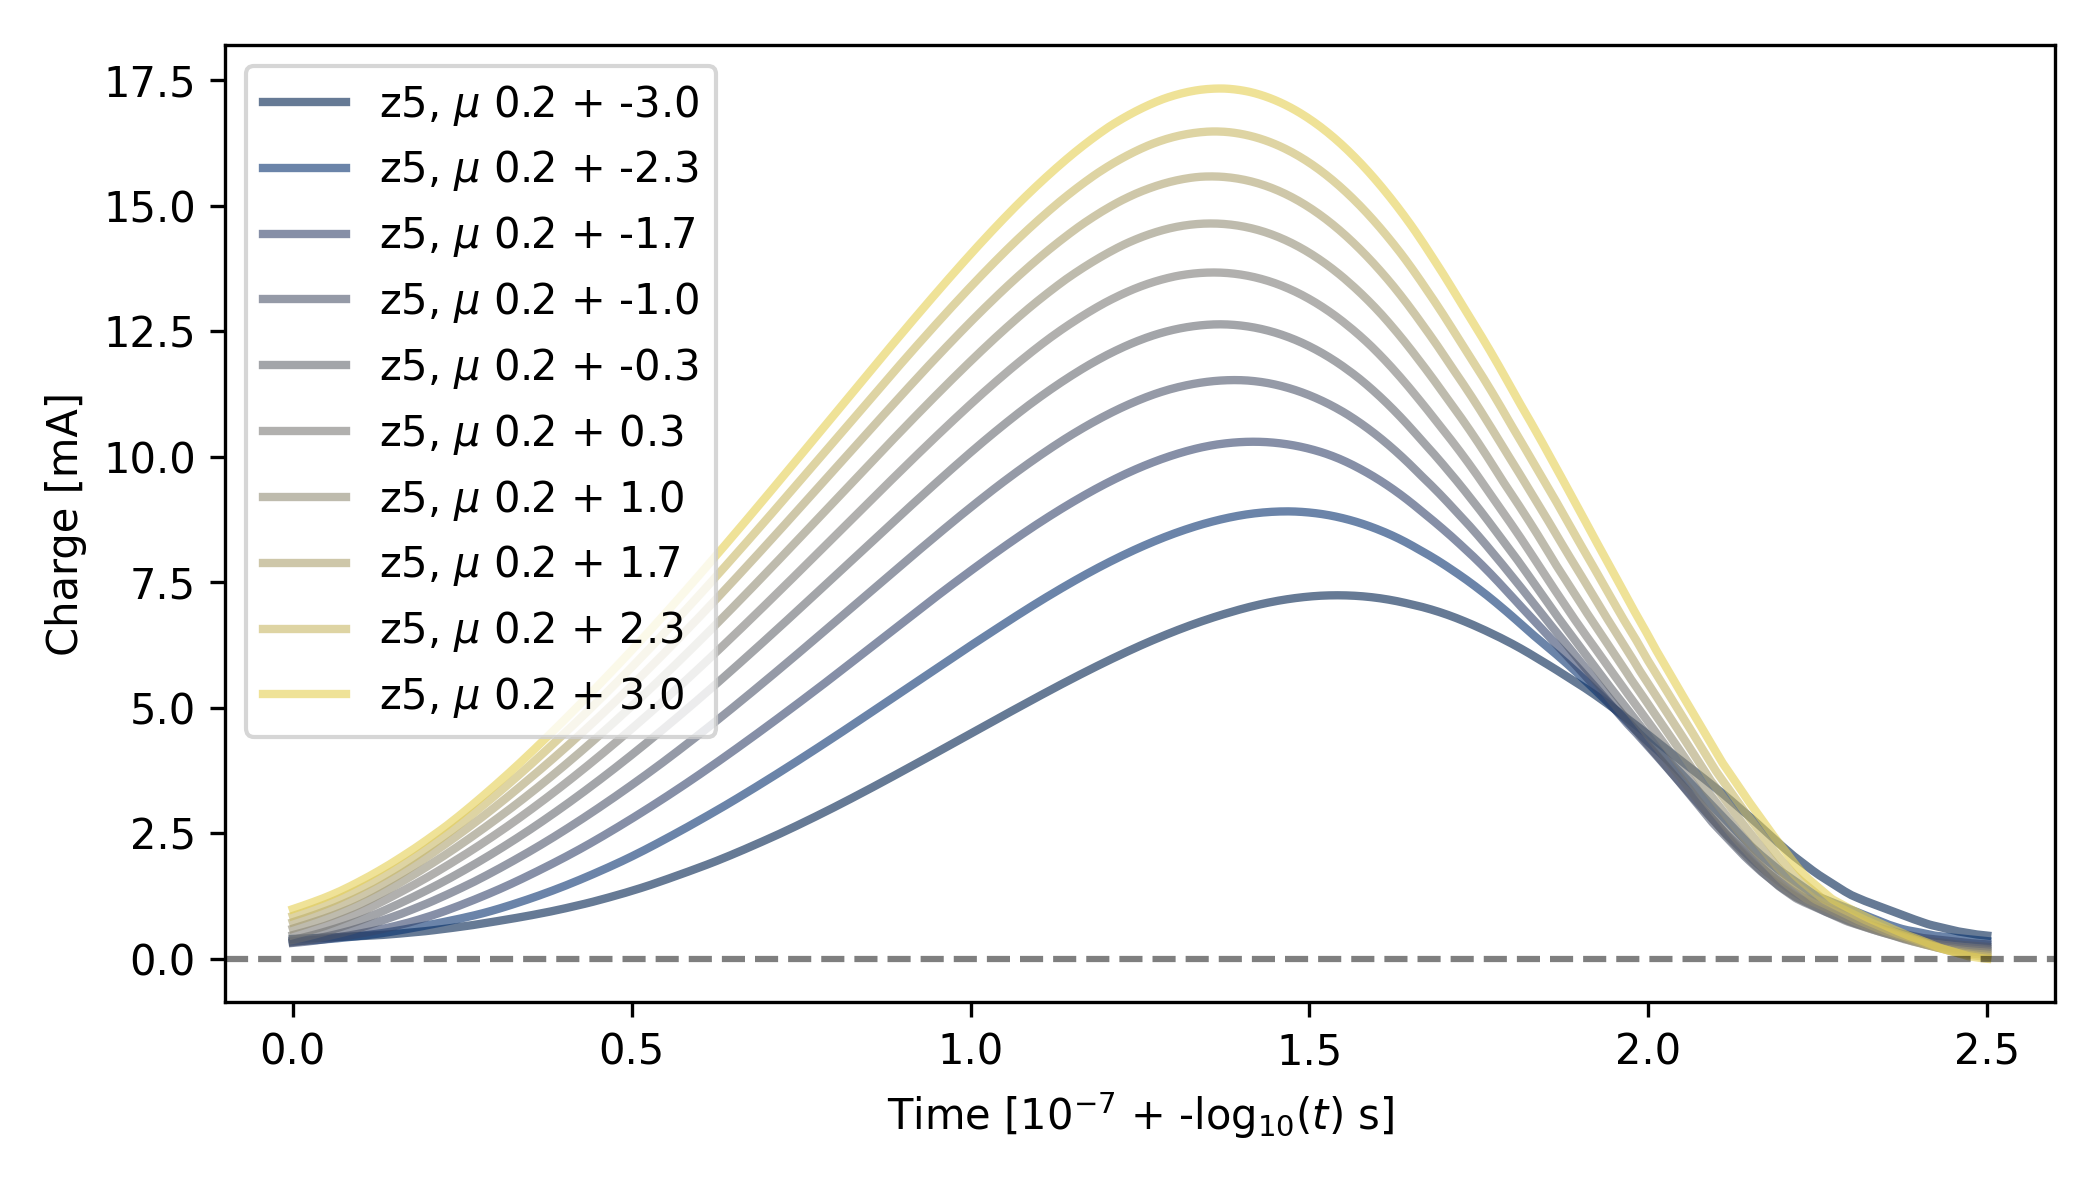 17.5
15.0
12.5
10.0
7.5
5.0
2.5
0.0
Charge [mA]
z5, μ 0.2 + -3.0
z5, μ 0.2 + -2.3
z5, μ 0.2 + -1.7
z5, μ 0.2 + -1.0
z5, μ 0.2 + -0.3
z5, μ 0.2 + 0.3
z5, μ 0.2 + 1.0
z5, μ 0.2 + 1.7
z5, μ 0.2 + 2.3
z5, μ 0.2 + 3.0
0.0 0.5 1.0 1.5 2.0 2.5
Time [10⁻⁷ + -log₁₀(t) s]